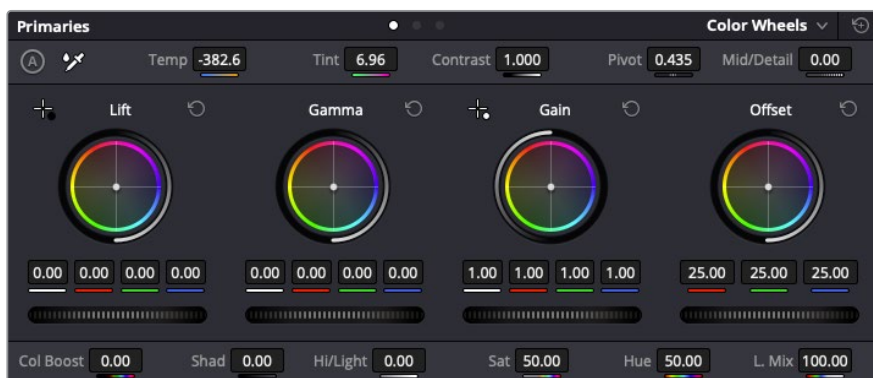 Primaries Color Wheels
A Temp -382.6 Tint 6.96 Contrast 1.000 Pivot 0.435 Mid/Detail 0.00
Lift Gamma Gain Offset
0.00 0.00 0.00 0.00 0.00 0.00 0.00 0.00 1.00 1.00 1.00 1.00 25.00 25.00 25.00
Col Boost 0.00 Shad 0.00 Hi/Light 0.00 Sat 50.00 Hue 50.00 L. Mix 100.00